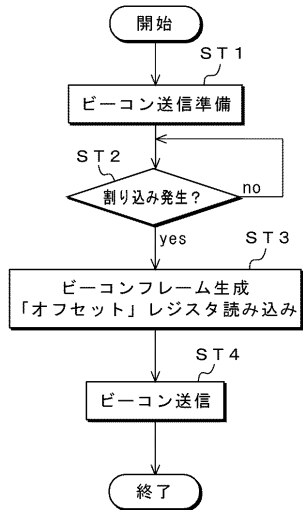 開始
ST1
ビーコン送信準備
ST2
割り込み発生?
no
yes
ST3
ビーコンフレーム生成
「オフセット」レジスタ読み込み
ST4
ビーコン送信
終了